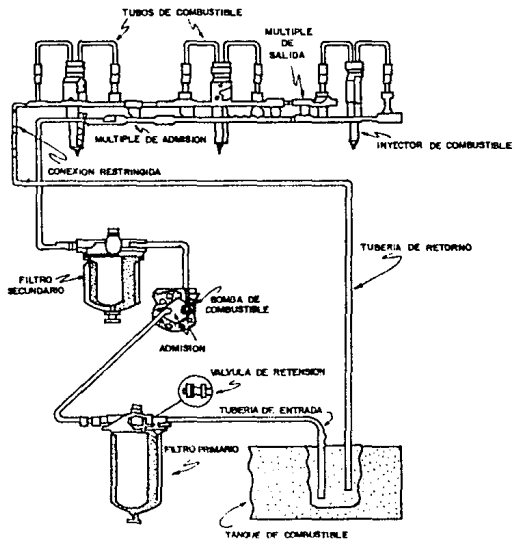 TUBOS DE COMBUSTIBLE
MULTIPLE
DE
SALIDA
MULTIPLE DE ADMISION
INYECTOR DE COMBUSTIBLE
CONEXION RESTRINGIDA
TUBERIA DE RETORNO
FILTRO
SECUNDARIO
BOMBA DE
COMBUSTIBLE
ADMISION
VALVULA DE RETENSION
TUBERIA DE ENTRADA
FILTRO PRIMARIO
TANQUE DE COMBUSTIBLE